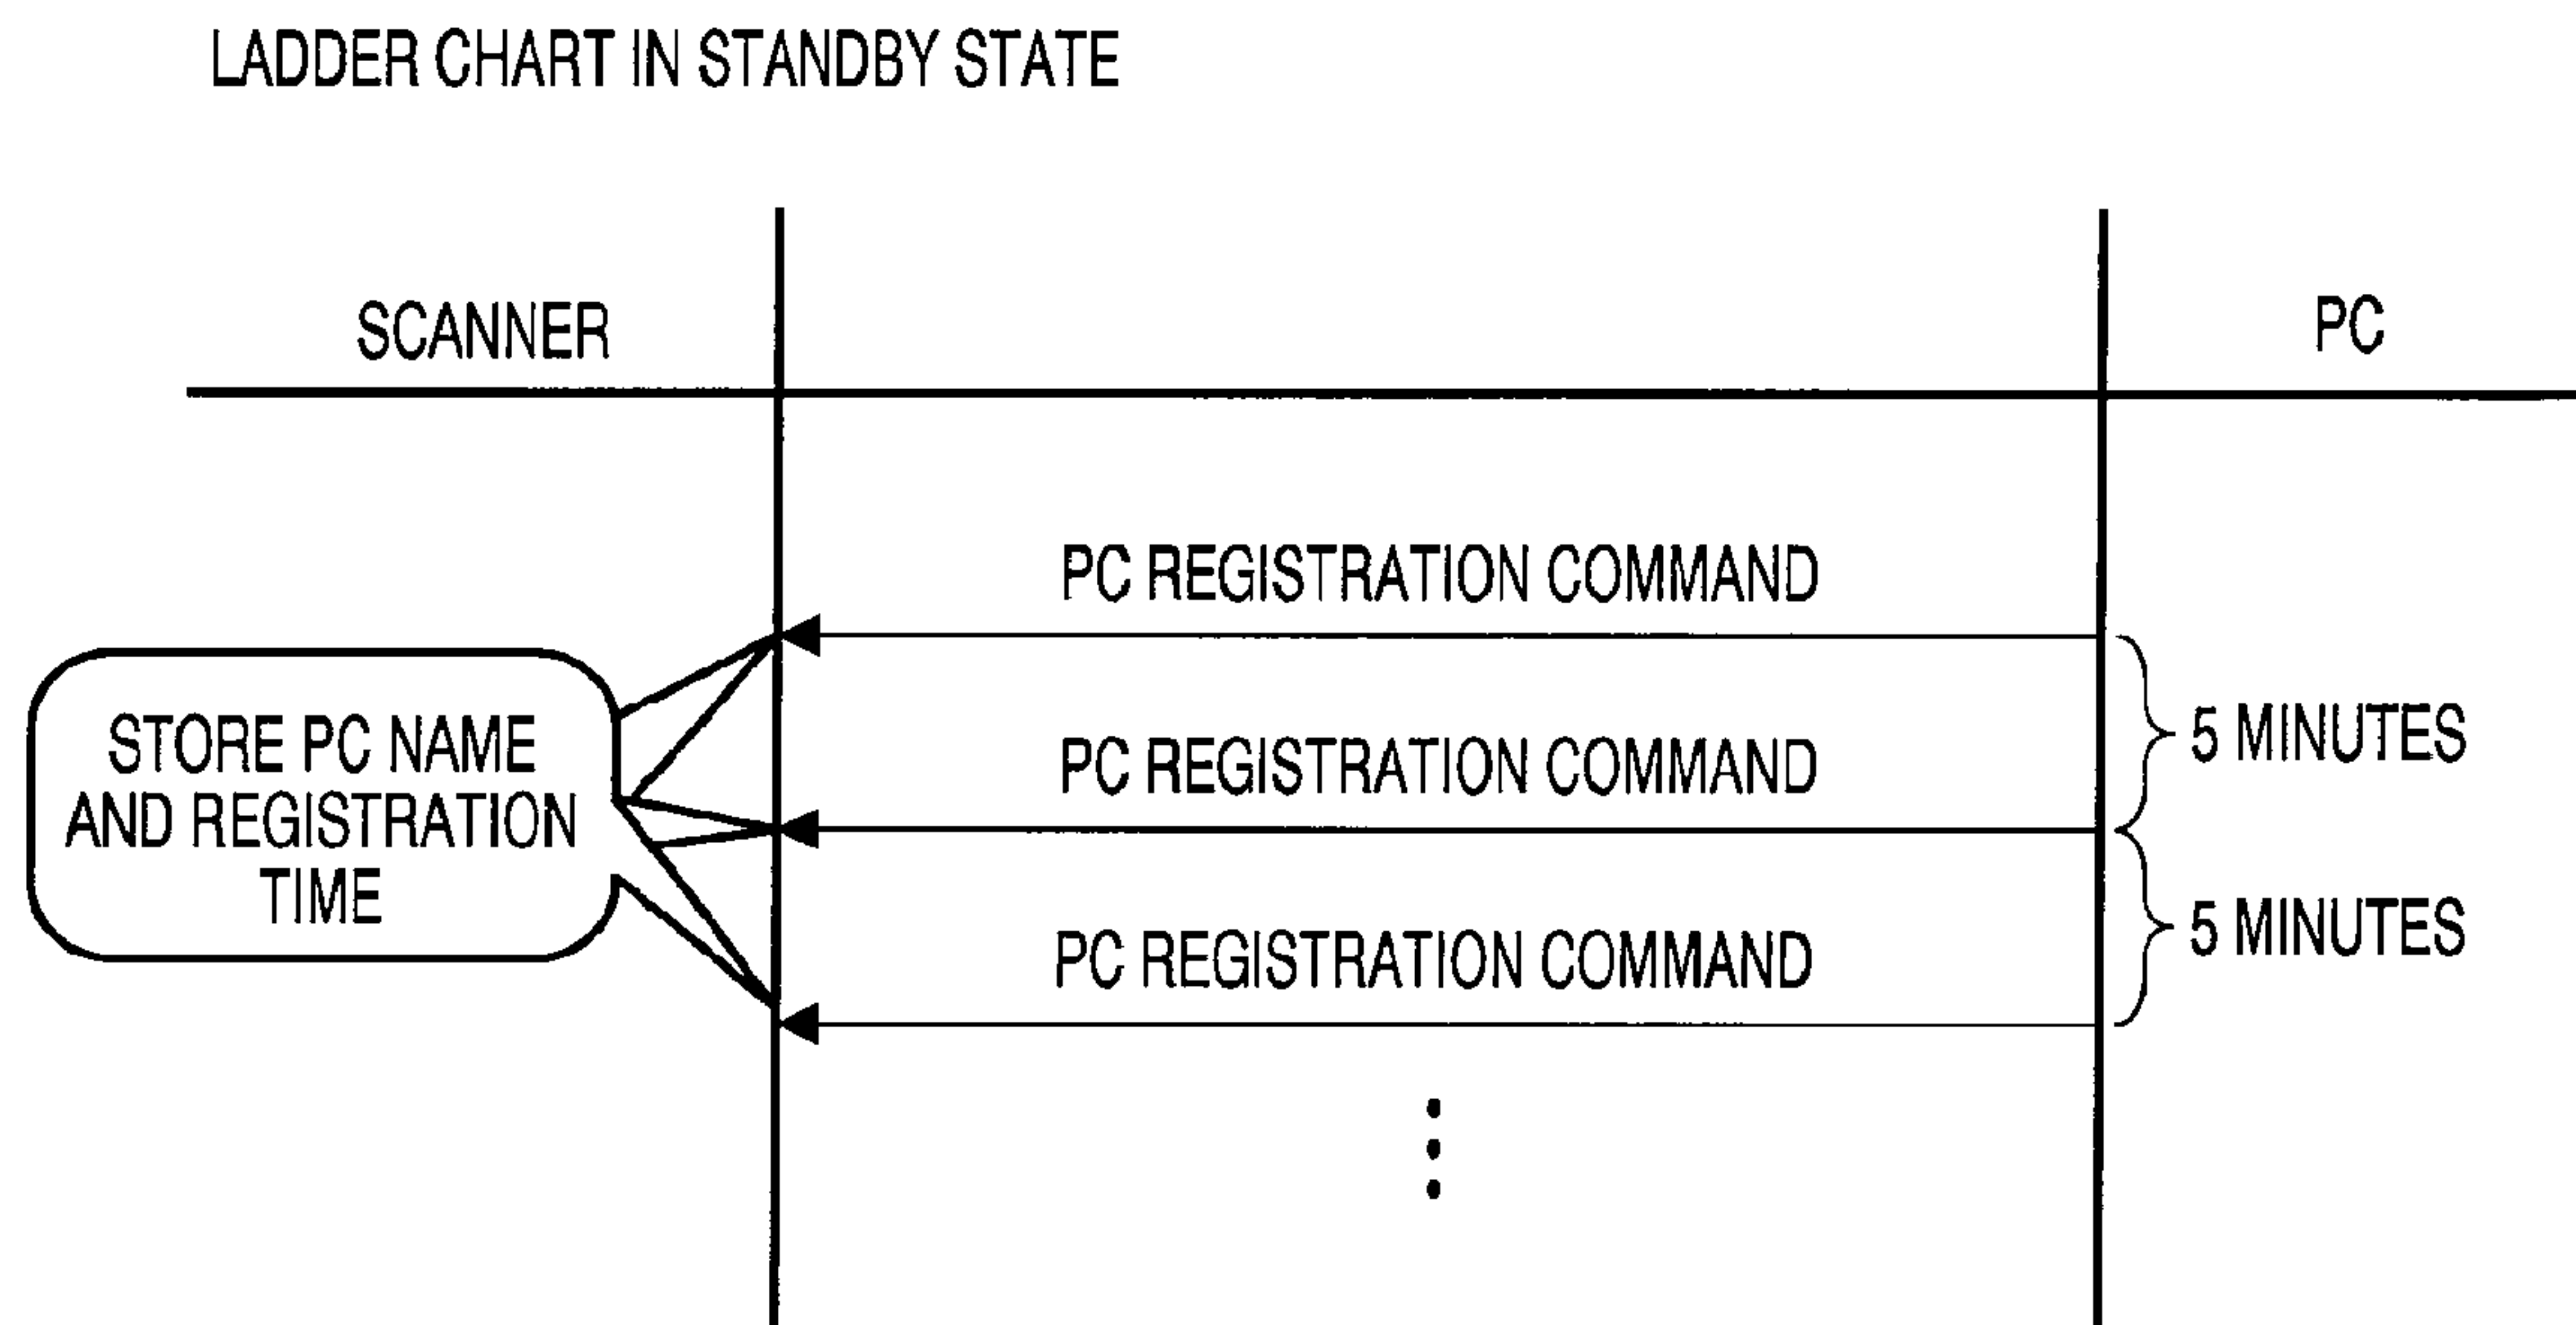 LADDER CHART IN STANDBY STATE
SCANNER
PC
PC REGISTRATION COMMAND
STORE PC NAME
AND REGISTRATION
TIME
5 MINUTES
PC REGISTRATION COMMAND
5 MINUTES
PC REGISTRATION COMMAND